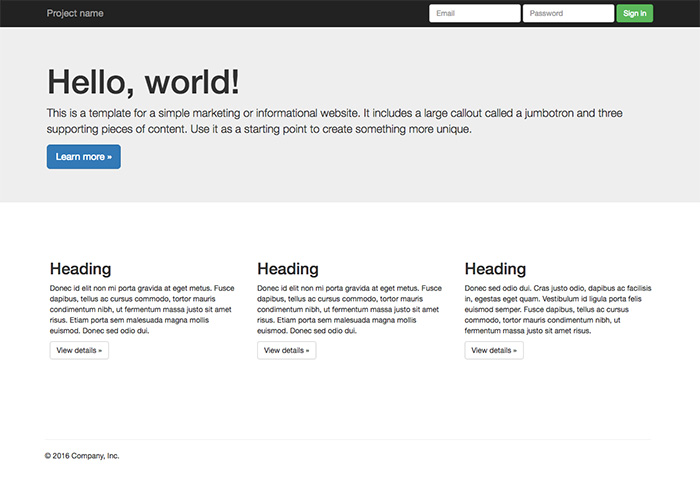 Project name
Email
Password
Sign in
Hello, world!
This is a template for a simple marketing or informational website. It includes a large callout called a jumbotron and three
supporting pieces of content. Use it as a starting point to create something more unique.
Learn more »
Heading
Donec id elit non mi porta gravida at eget metus. Fusce
dapibus, tellus ac cursus commodo, tortor mauris
condimentum nibh, ut fermentum massa justo sit amet
risus. Etiam porta sem malesuada magna mollis
euismod. Donec sed odio dui.
View details »
Heading
Donec id elit non mi porta gravida at eget metus. Fusce
dapibus, tellus ac cursus commodo, tortor mauris
condimentum nibh, ut fermentum massa justo sit amet
risus. Etiam porta sem malesuada magna mollis
euismod. Donec sed odio dui.
View details »
Heading
Donec sed odio dui. Cras justo odio, dapibus ac facilisis
in, egestas eget quam. Vestibulum id ligula porta felis
euismod semper. Fusce dapibus, tellus ac cursus
commodo, tortor mauris condimentum nibh, ut
fermentum massa justo sit amet risus.
View details »
© 2016 Company, Inc.